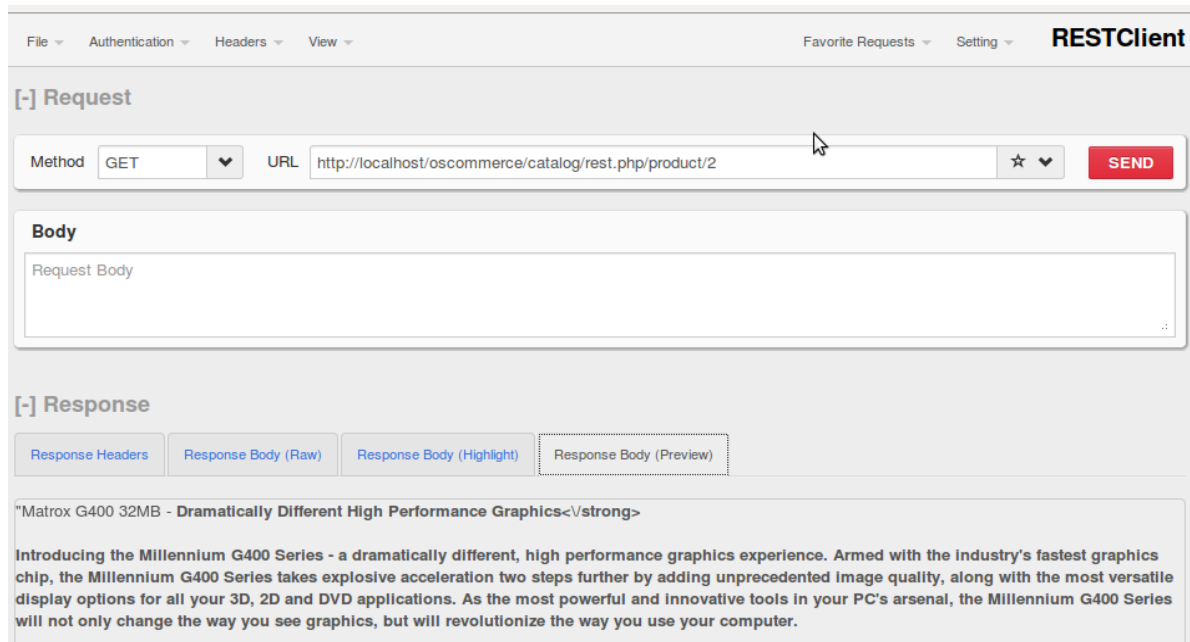 File Authentication Headers View Favorite Requests Setting RESTClient
[-] Request
Method GET URL http://localhost/oscommerce/catalog/rest.php/product/2 SEND
Body
Request Body
[-] Response
Response Headers Response Body (Raw) Response Body (Highlight) Response Body (Preview)
"Matrox G400 32MB - Dramatically Different High Performance Graphics<\/strong>
Introducing the Millennium G400 Series - a dramatically different, high performance graphics experience. Armed with the industry's fastest graphics
chip, the Millennium G400 Series takes explosive acceleration two steps further by adding unprecedented image quality, along with the most versatile
display options for all your 3D, 2D and DVD applications. As the most powerful and innovative tools in your PC's arsenal, the Millennium G400 Series
will not only change the way you see graphics, but will revolutionize the way you use your computer.